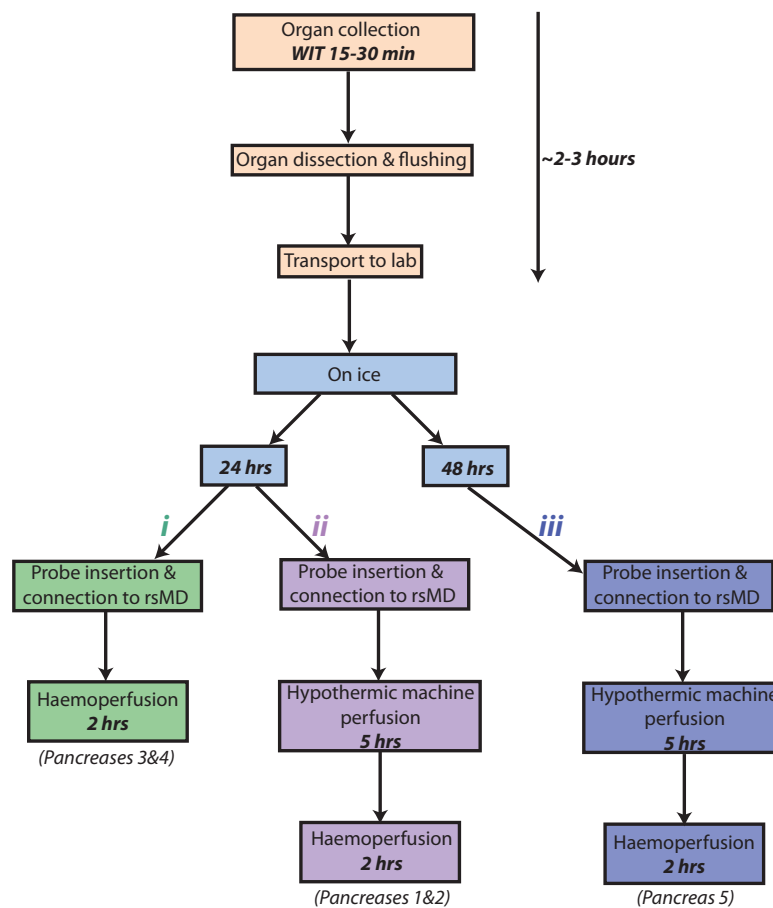 Organ collection
WIT 15-30 min
Organ dissection & flushing
~2-3 hours
Transport to lab
On ice
24 hrs
48 hrs
i
ii
iii
Probe insertion &
connection to rsMD
Probe insertion &
connection to rsMD
Probe insertion &
connection to rsMD
Haemoperfusion
2 hrs
(Pancreases 3&4)
Hypothermic machine
perfusion
5 hrs
Hypothermic machine
perfusion
5 hrs
Haemoperfusion
2 hrs
(Pancreases 1&2)
Haemoperfusion
2 hrs
(Pancreas 5)